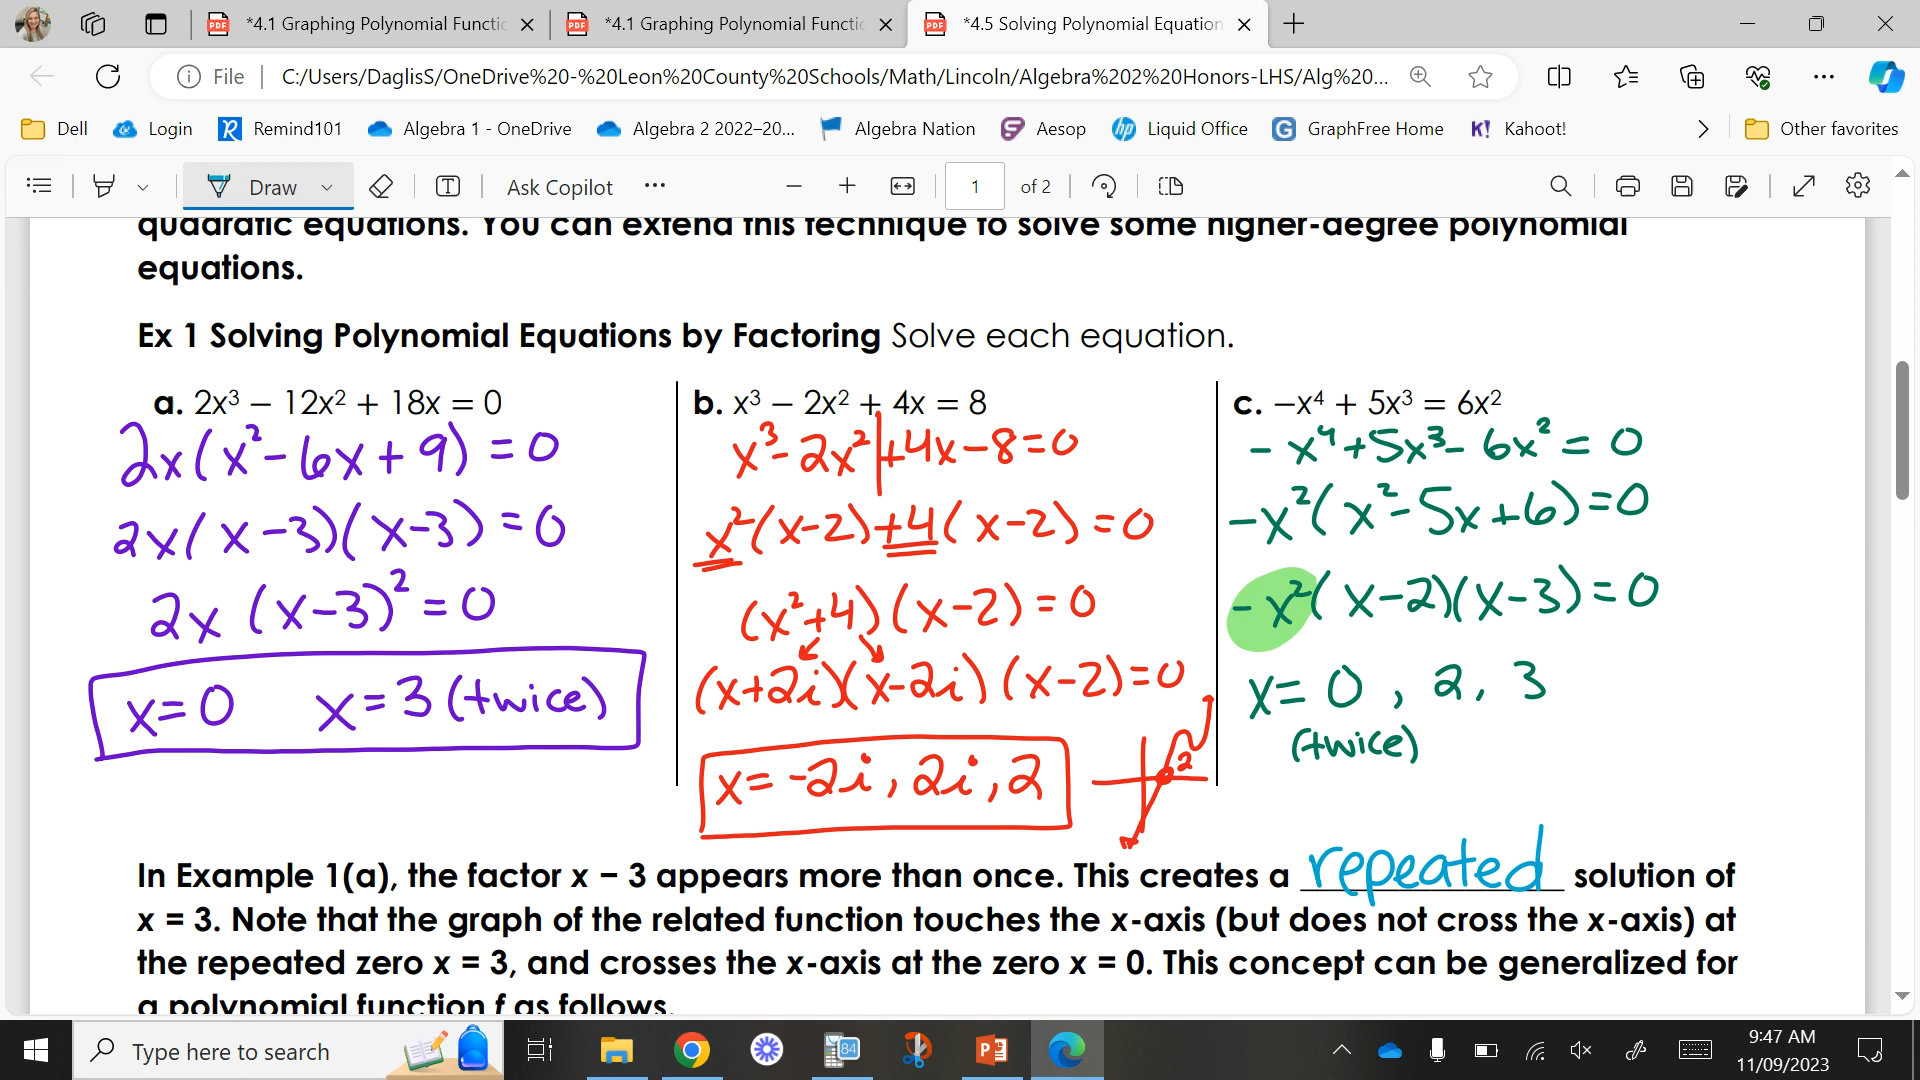 *4.1 Graphing Polynomial Functic
*4.1 Graphing Polynomial Functic
*4.5 Solving Polynomial Equation
File
C:/Users/DaglisS/OneDrive%20-%20Leon%20County%20Schools/Math/Lincoln/Algebra%202%20Honors-LHS/Alg%20...
Dell Login Remind101 Algebra 1 - OneDrive Algebra 2 2022–20... Algebra Nation Aesop Liquid Office GraphFree Home Kahoot! Other favorites
Draw Ask Copilot ... 1 of 2
quadratic equations. You can extend this technique to solve some higher-degree polynomial
equations.
Ex 1 Solving Polynomial Equations by Factoring Solve each equation.
a. 2x³ – 12x² + 18x = 0
2x(x²-6x+9)=0
2x(x-3)(x-3)=0
2x (x-3)²=0
x=0 x=3 (twice)
b. x³ – 2x² + 4x = 8
x³-2x²+4x-8=0
x²(x-2)+4(x-2)=0
(x²+4)(x-2)=0
(x+2i)(x-2i)(x-2)=0
x=-2i, 2i, 2
2
c. –x⁴ + 5x³ = 6x²
-x⁴+5x³-6x²=0
-x²(x²-5x+6)=0
-x²(x-2)(x-3)=0
x=0, 2, 3
(twice)
In Example 1(a), the factor x – 3 appears more than once. This creates a repeated solution of
x = 3. Note that the graph of the related function touches the x-axis (but does not cross the x-axis) at
the repeated zero x = 3, and crosses the x-axis at the zero x = 0. This concept can be generalized for
a polynomial function f as follows.
Type here to search
84
9:47 AM
11/09/2023